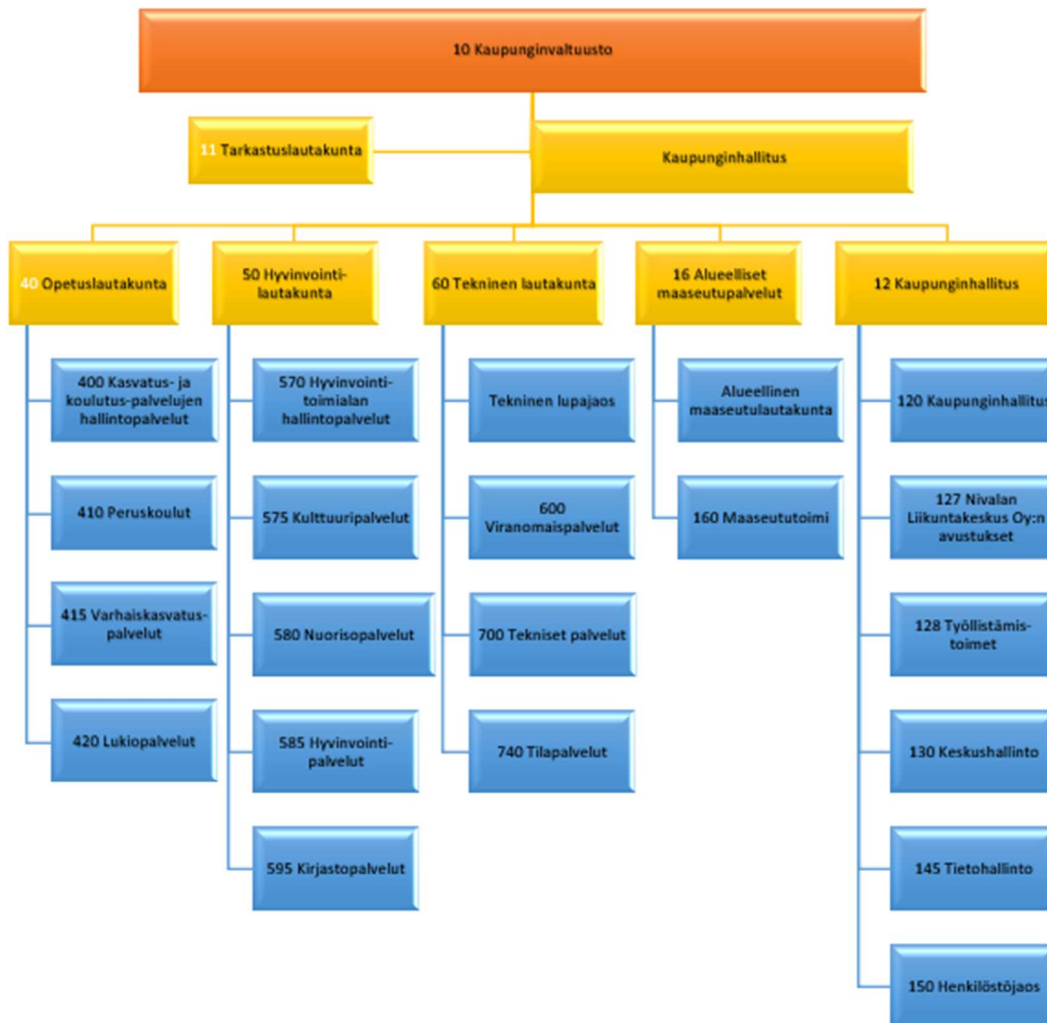 10 Kaupunginvaltuusto
11 Tarkastuslautakunta
Kaupunginhallitus
40 Opetuslautakunta
50 Hyvinvointi-
lautakunta
60 Tekninen lautakunta
16 Alueelliset
maaseutupalvelut
12 Kaupunginhallitus
400 Kasvatus- ja
koulutus-palvelujen
hallintopalvelut
410 Peruskoulut
415 Varhaiskasvatus-
palvelut
420 Lukiopalvelut
570 Hyvinvointi-
toimialan
hallintopalvelut
575 Kulttuuripalvelut
580 Nuorisopalvelut
585 Hyvinvointi-
palvelut
595 Kirjastopalvelut
Tekninen lupajaos
600
Viranomaispalvelut
700 Tekniset palvelut
740 Tilapalvelut
Alueellinen
maaseutulautakunta
160 Maaseututoimi
120 Kaupunginhallitus
127 Nivalan
Liikuntakeskus Oy:n
avustukset
128 Työllistämis-
toimet
130 Keskushallinto
145 Tietohallinto
150 Henkilöstöjaos